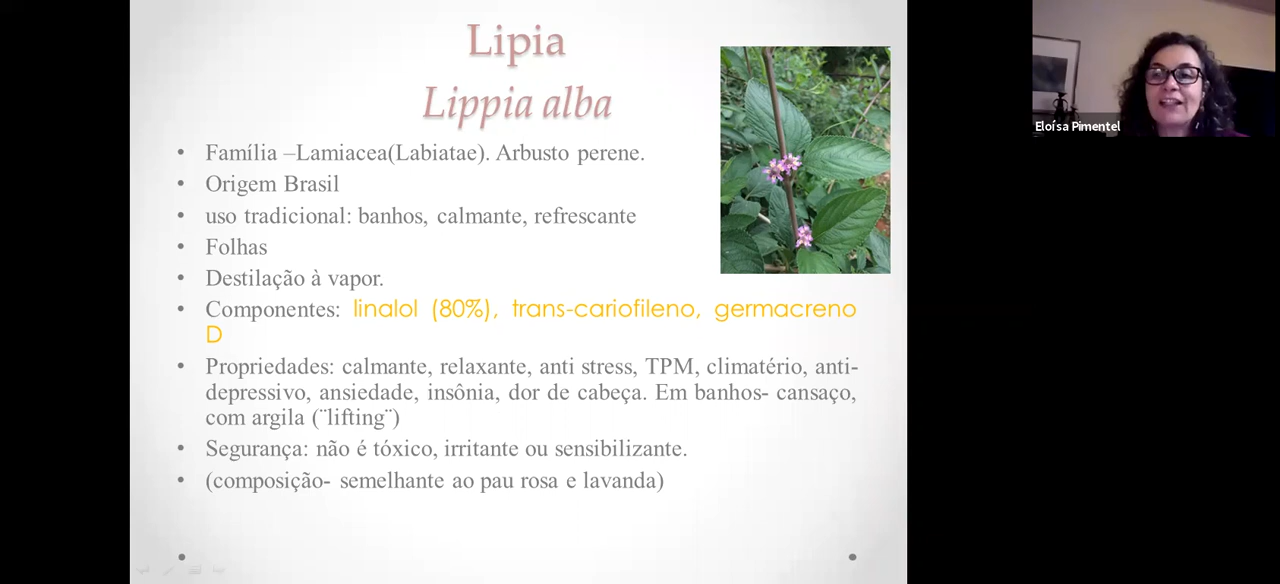 Lipia
Lippia alba
• Família –Lamiacea(Labiatae). Arbusto perene.
• Origem Brasil
• uso tradicional: banhos, calmante, refrescante
• Folhas
• Destilação à vapor.
• Componentes: linalol (80%), trans-cariofileno, germacreno
D
• Propriedades: calmante, relaxante, anti stress, TPM, climatério, anti-
depressivo, ansiedade, insônia, dor de cabeça. Em banhos- cansaço,
com argila (¨lifting¨)
• Segurança: não é tóxico, irritante ou sensibilizante.
• (composição- semelhante ao pau rosa e lavanda)
Eloísa Pimentel